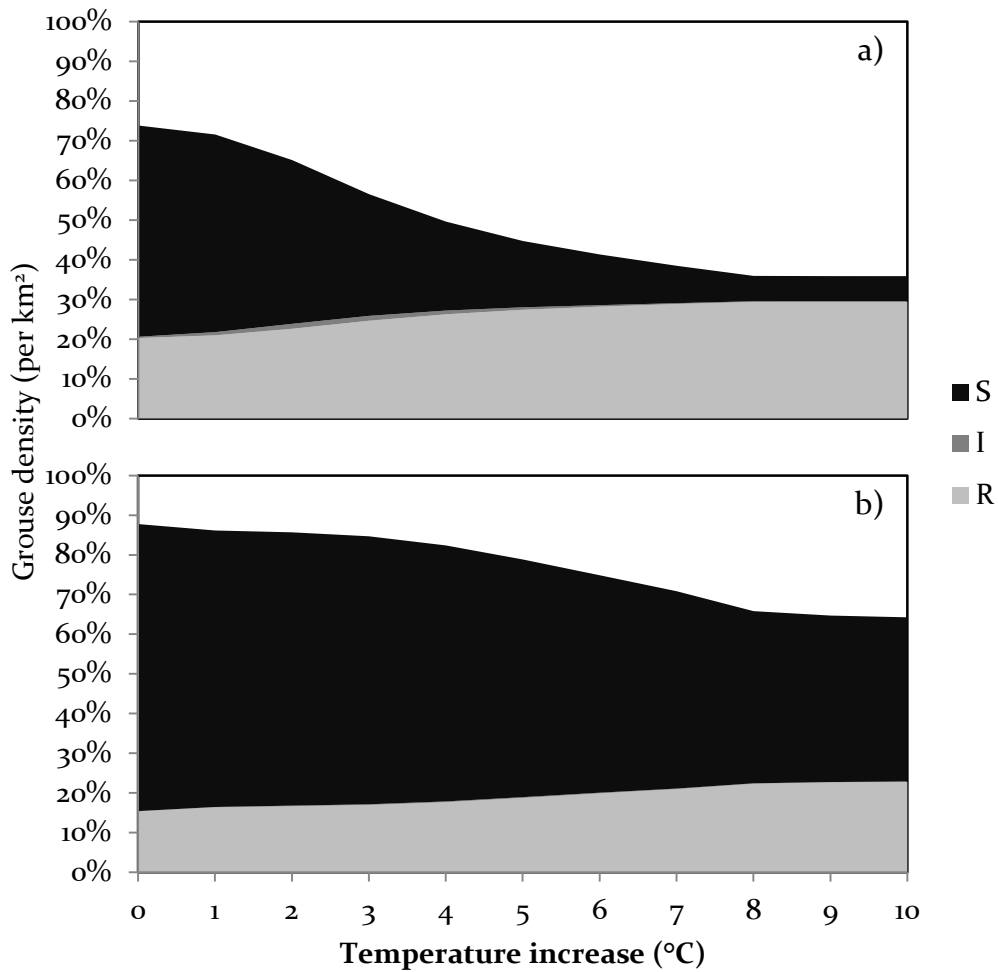 100%
90%
80%
70%
60%
50%
40%
30%
20%
10%
0%
a)
100%
90%
80%
70%
60%
50%
40%
30%
20%
10%
0%
b)
Grouse density (per km²)
S
I
R
0 1 2 3 4 5 6 7 8 9 10
Temperature increase (°C)